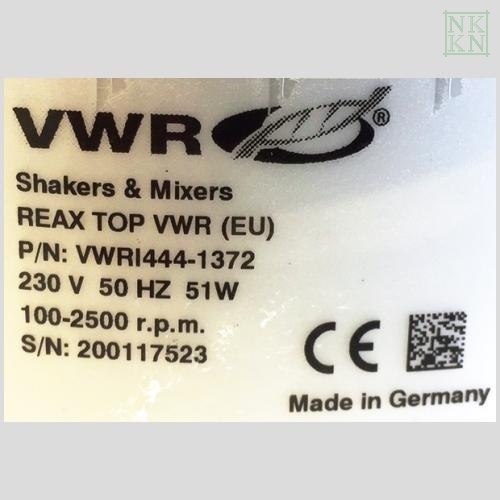 NK
KN
VWR ®
Shakers & Mixers
REAX TOP VWR (EU)
P/N: VWRI444-1372
230 V 50 HZ 51W
100-2500 r.p.m.
S/N: 200117523
CE
Made in Germany